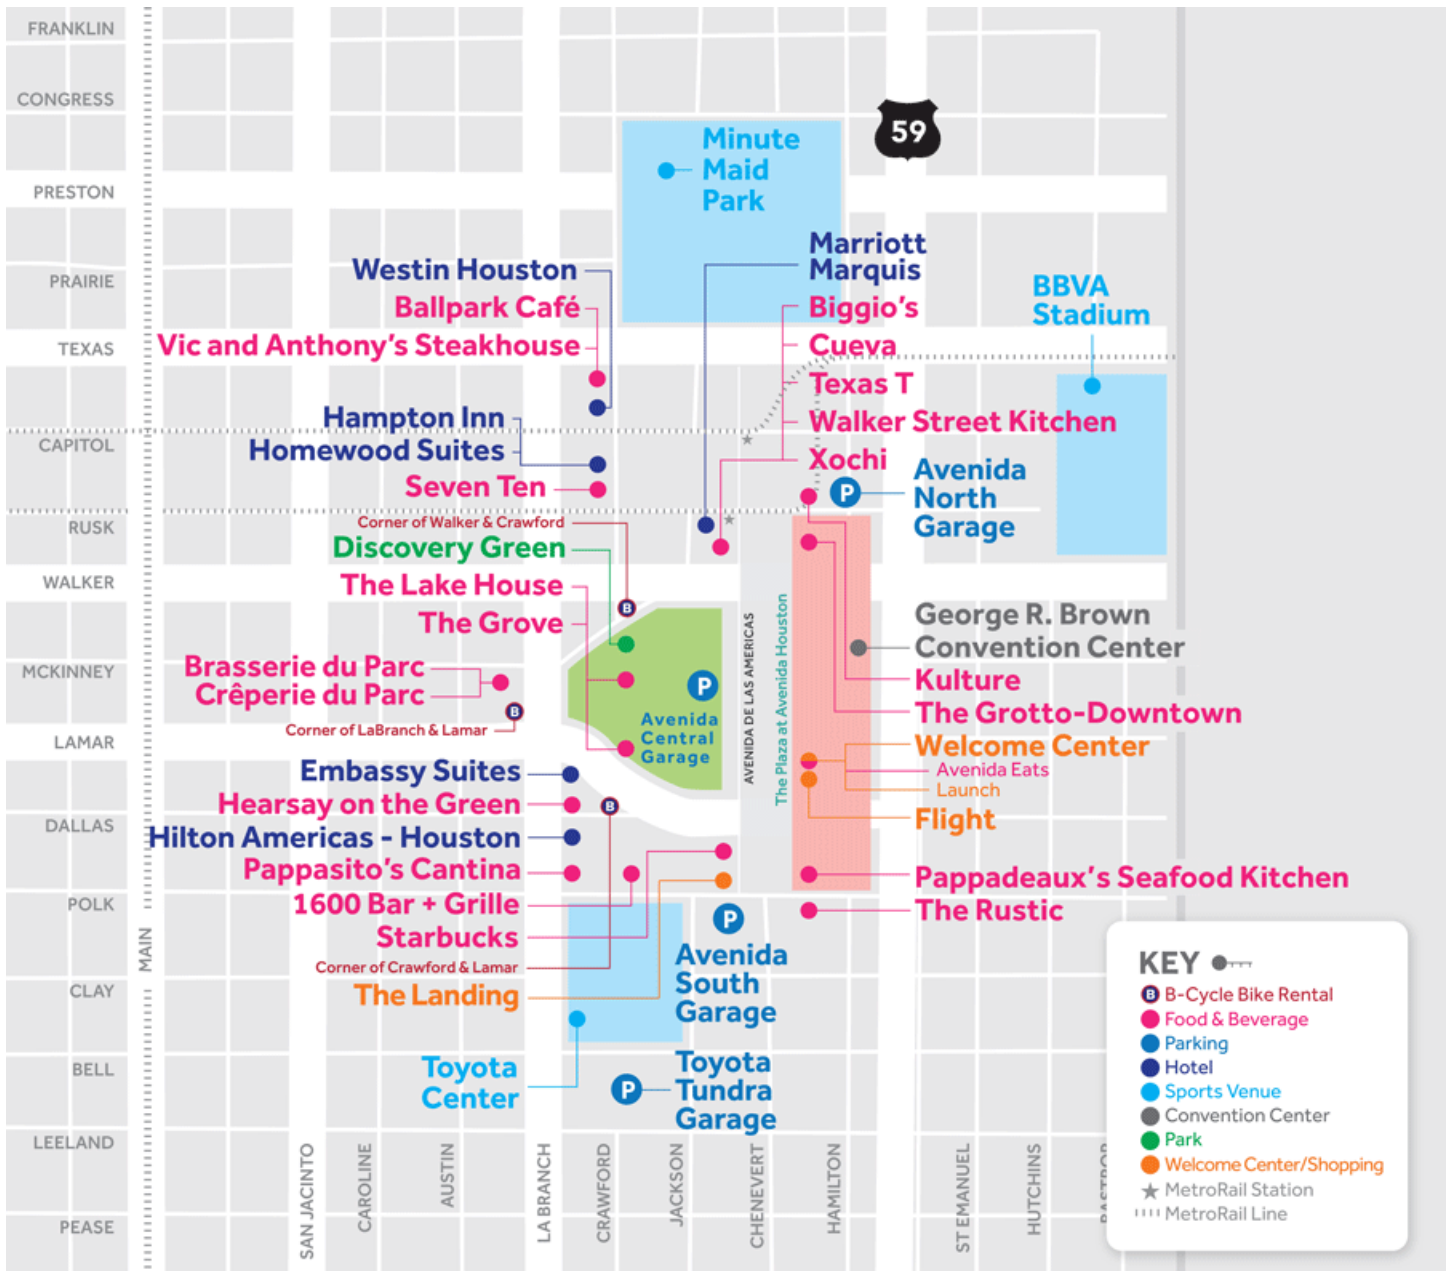 FRANKLIN
CONGRESS
PRESTON
PRAIRIE
TEXAS
CAPITOL
RUSK
WALKER
MCKINNEY
LAMAR
DALLAS
POLK
CLAY
BELL
LEELAND
PEASE
MAIN
SAN JACINTO
CAROLINE
AUSTIN
LA BRANCH
CRAWFORD
JACKSON
CHENEVERT
HAMILTON
ST EMANUEL
HUTCHINS
59
Minute
Maid
Park
Westin Houston
Ballpark Café
Vic and Anthony's Steakhouse
Hampton Inn
Homewood Suites
Seven Ten
Corner of Walker & Crawford
Discovery Green
The Lake House
The Grove
Brasserie du Parc
Crêperie du Parc
Corner of LaBranch & Lamar
Embassy Suites
Hearsay on the Green
Hilton Americas - Houston
Pappasito's Cantina
1600 Bar + Grille
Starbucks
Corner of Crawford & Lamar
The Landing
Toyota
Center
B
B
B
P
Avenida
Central
Garage
AVENIDA DE LAS AMERICAS
The Plaza at Avenida Houston
Marriott
Marquis
Biggio's
Cueva
Texas T
Walker Street Kitchen
Xochi
P
Avenida
North
Garage
BBVA
Stadium
George R. Brown
Convention Center
Kulture
The Grotto-Downtown
Welcome Center
Avenida Eats
Launch
Flight
Pappadeaux's Seafood Kitchen
The Rustic
P
Avenida
South
Garage
P
Toyota
Tundra
Garage
KEY
B B-Cycle Bike Rental
Food & Beverage
Parking
Hotel
Sports Venue
Convention Center
Park
Welcome Center/Shopping
MetroRail Station
MetroRail Line